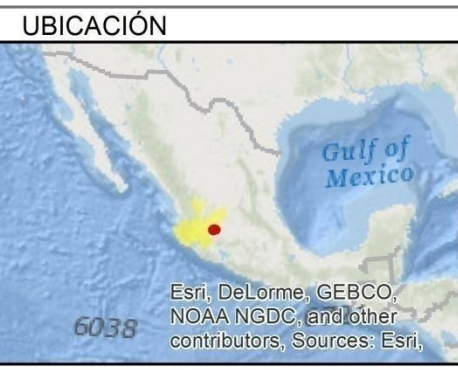 UBICACIÓN
Gulf of
Mexico
Esri, DeLorme, GEBCO,
NOAA NGDC, and other
contributors, Sources: Esri,
6038